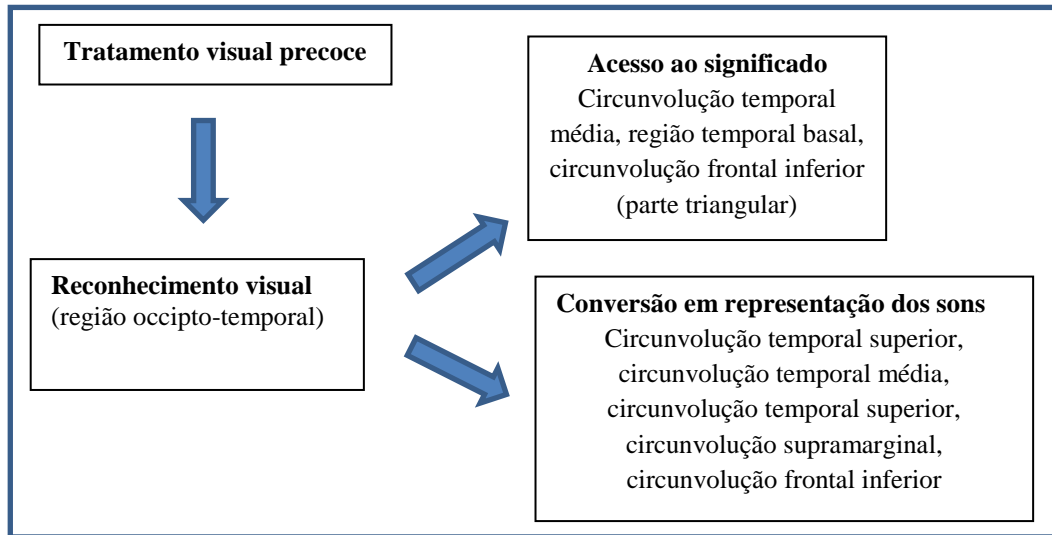 Tratamento visual precoce
Reconhecimento visual
(região occipto-temporal)
Acesso ao significado
Circunvolução temporal
média, região temporal basal,
circunvolução frontal inferior
(parte triangular)
Conversão em representação dos sons
Circunvolução temporal superior,
circunvolução temporal média,
circunvolução temporal superior,
circunvolução supramarginal,
circunvolução frontal inferior